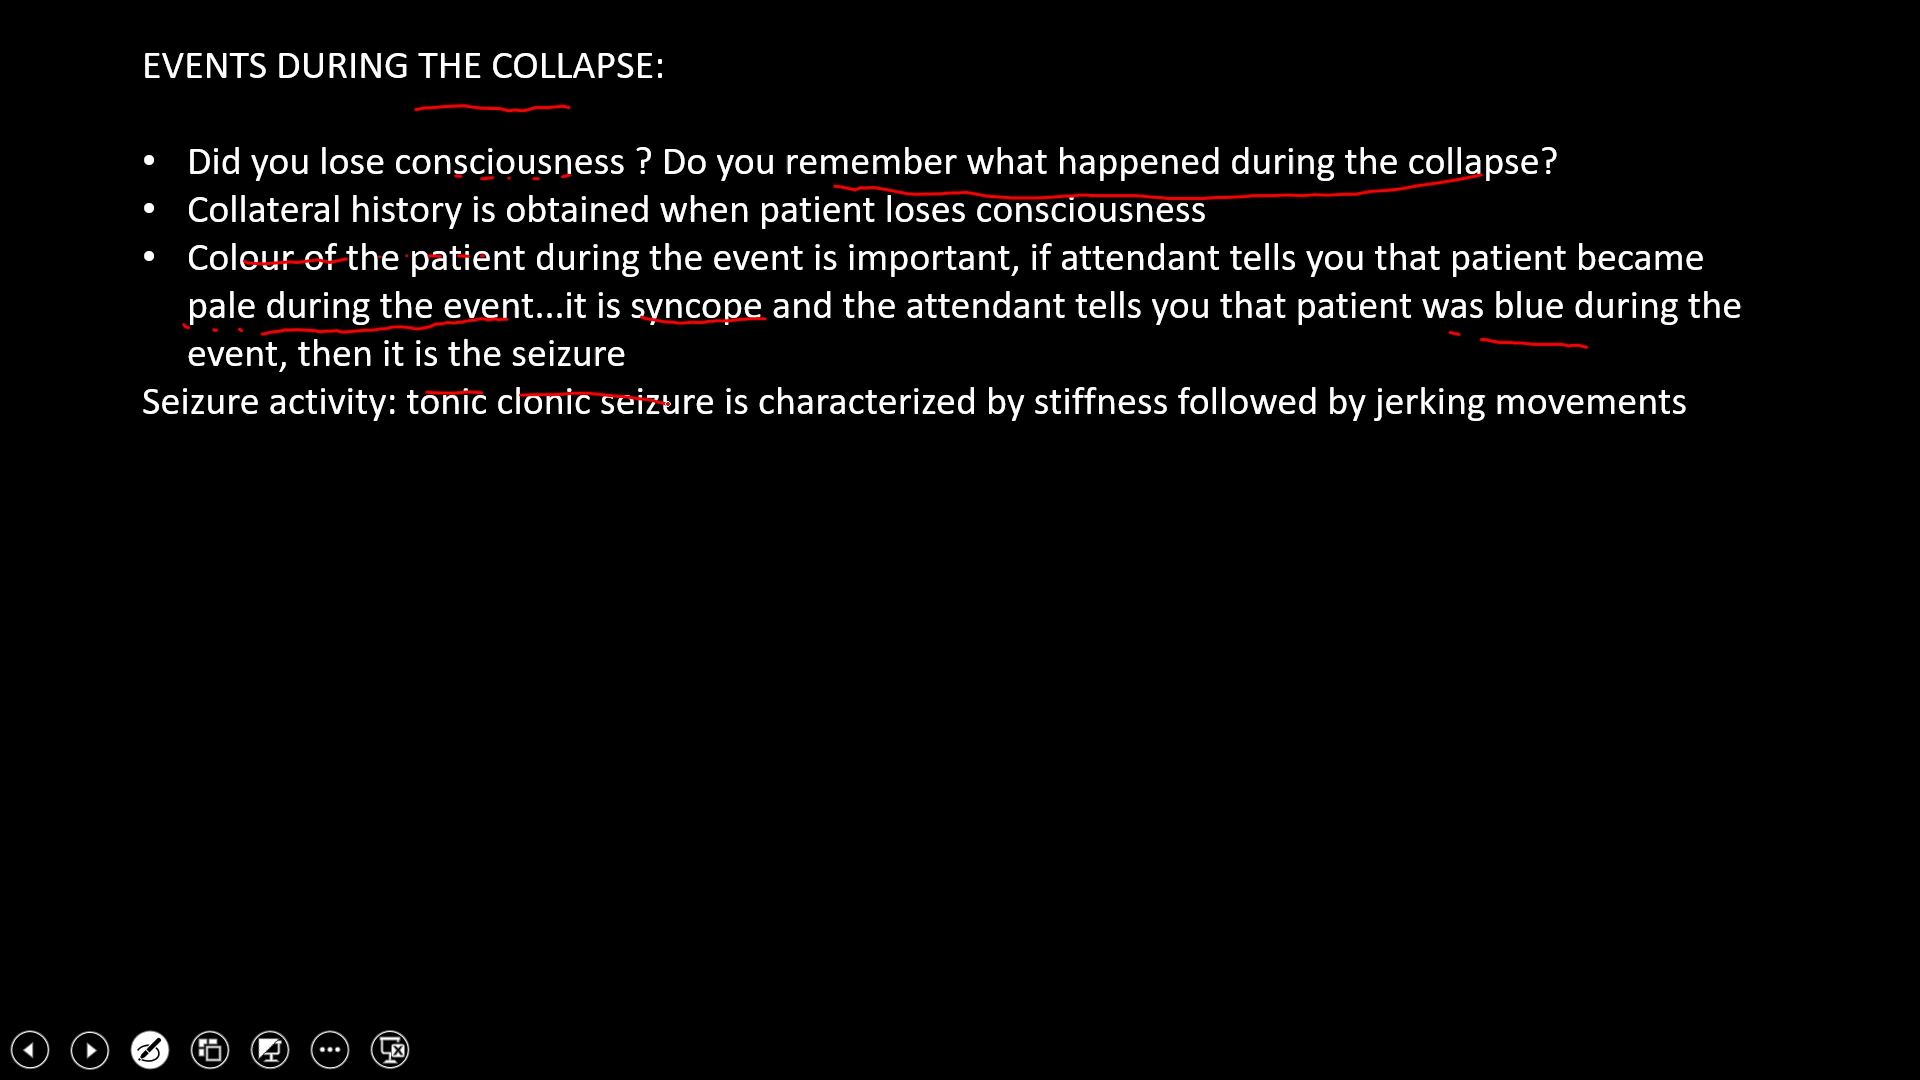 EVENTS DURING THE COLLAPSE:
• Did you lose consciousness ? Do you remember what happened during the collapse?
• Collateral history is obtained when patient loses consciousness
• Colour of the patient during the event is important, if attendant tells you that patient became
pale during the event...it is syncope and the attendant tells you that patient was blue during the
event, then it is the seizure
Seizure activity: tonic clonic seizure is characterized by stiffness followed by jerking movements